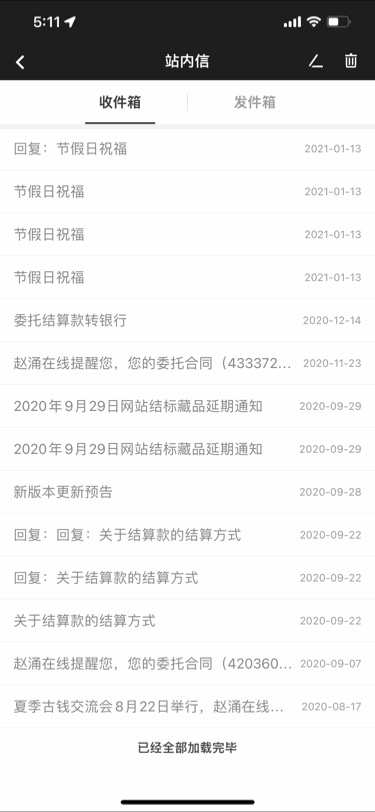 5:11
站内信
收件箱
发件箱
回复：节假日祝福 2021-01-13
节假日祝福 2021-01-13
节假日祝福 2021-01-13
节假日祝福 2021-01-13
委托结算款转银行 2020-12-14
赵涌在线提醒您，您的委托合同（433372... 2020-11-23
2020年9月29日网站结标藏品延期通知 2020-09-29
2020年9月29日网站结标藏品延期通知 2020-09-29
新版本更新预告 2020-09-28
回复：回复：关于结算款的结算方式 2020-09-22
回复：关于结算款的结算方式 2020-09-22
关于结算款的结算方式 2020-09-22
赵涌在线提醒您，您的委托合同（420360... 2020-09-07
夏季古钱交流会8月22日举行，赵涌在线... 2020-08-17
已经全部加载完毕